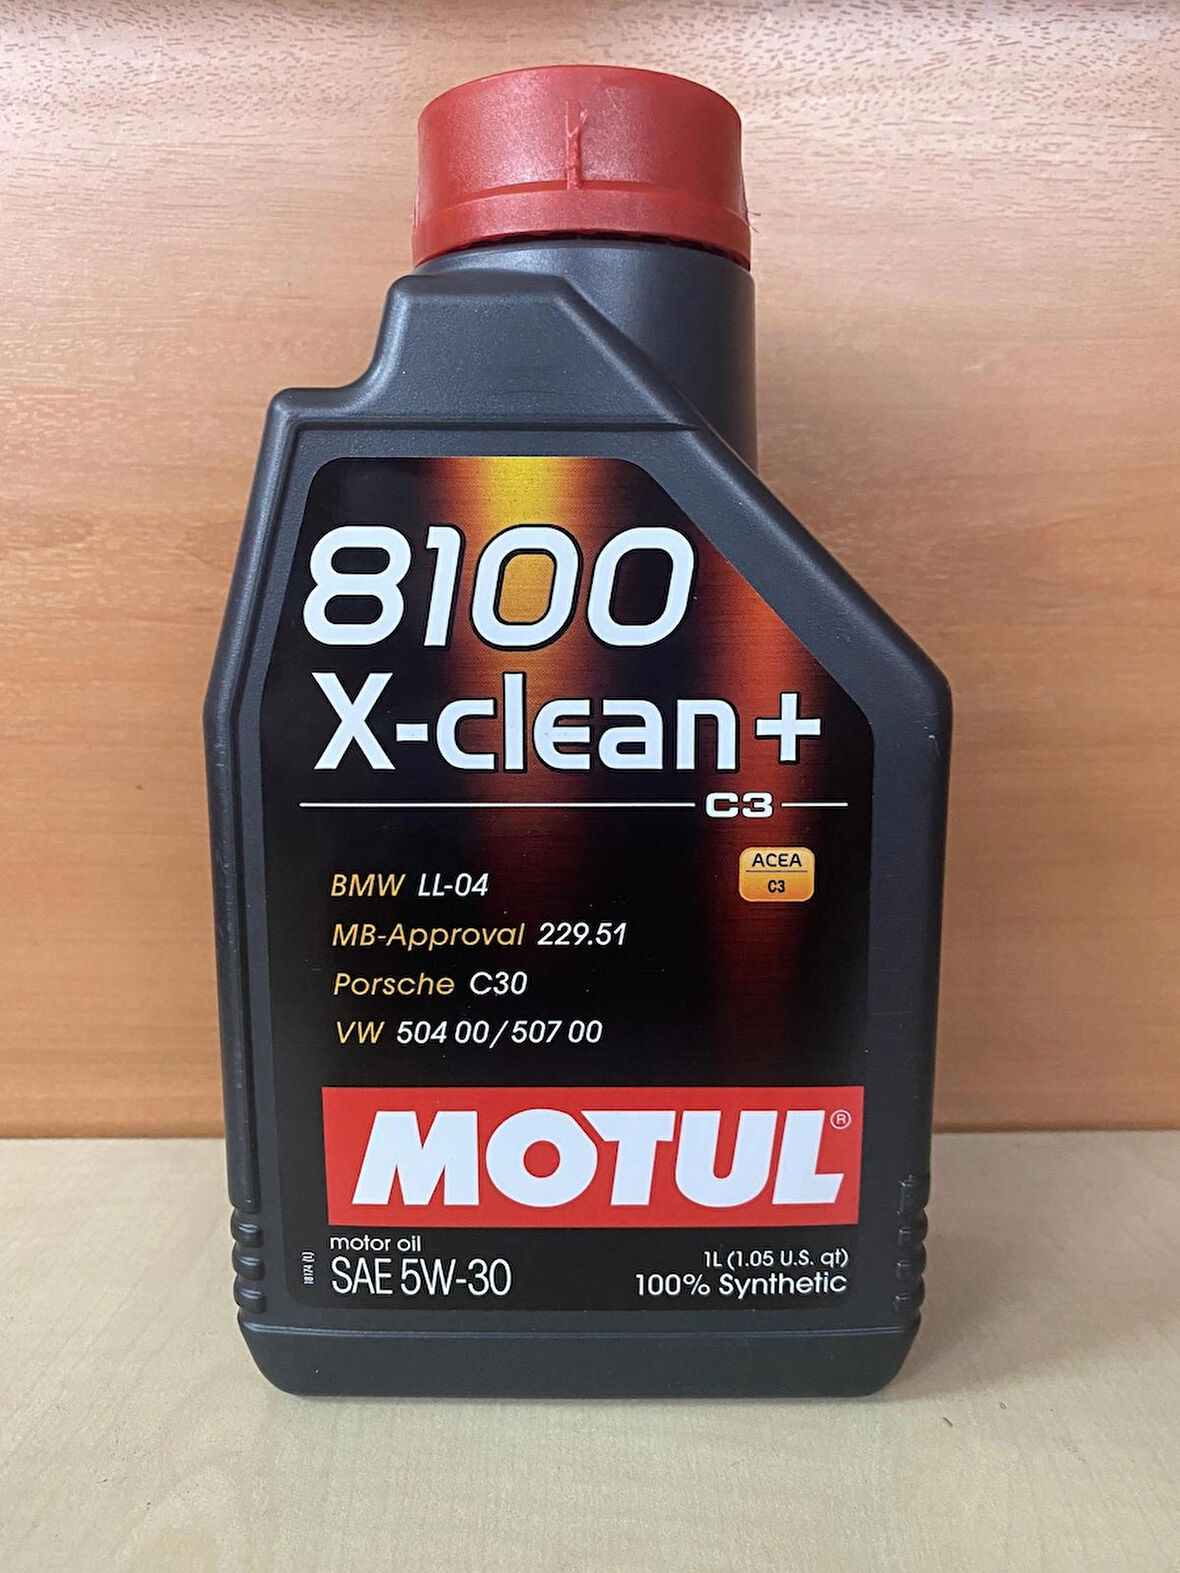 8100
X-clean+
C3
ACEA
C3
BMW LL-04
MB-Approval 229.51
Porsche C30
VW 504 00/507 00
MOTUL®
motor oil
SAE 5W-30
1L (1.05 U.S. qt)
100% Synthetic
18174 (L)